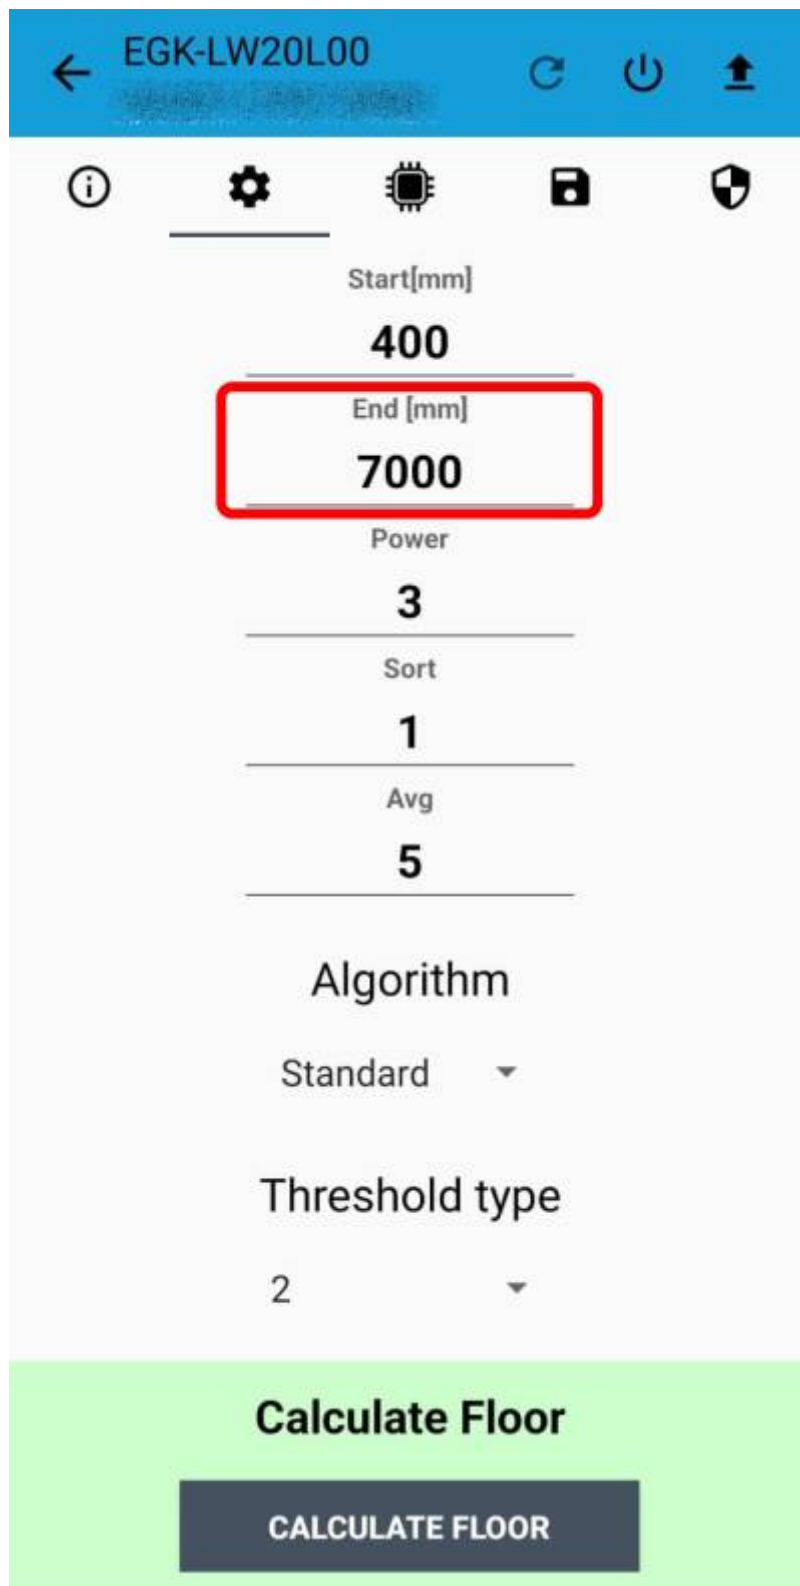 EGK-LW20L00
Start[mm]
400
End [mm]
7000
Power
3
Sort
1
Avg
5
Algorithm
Standard
Threshold type
2
Calculate Floor
CALCULATE FLOOR